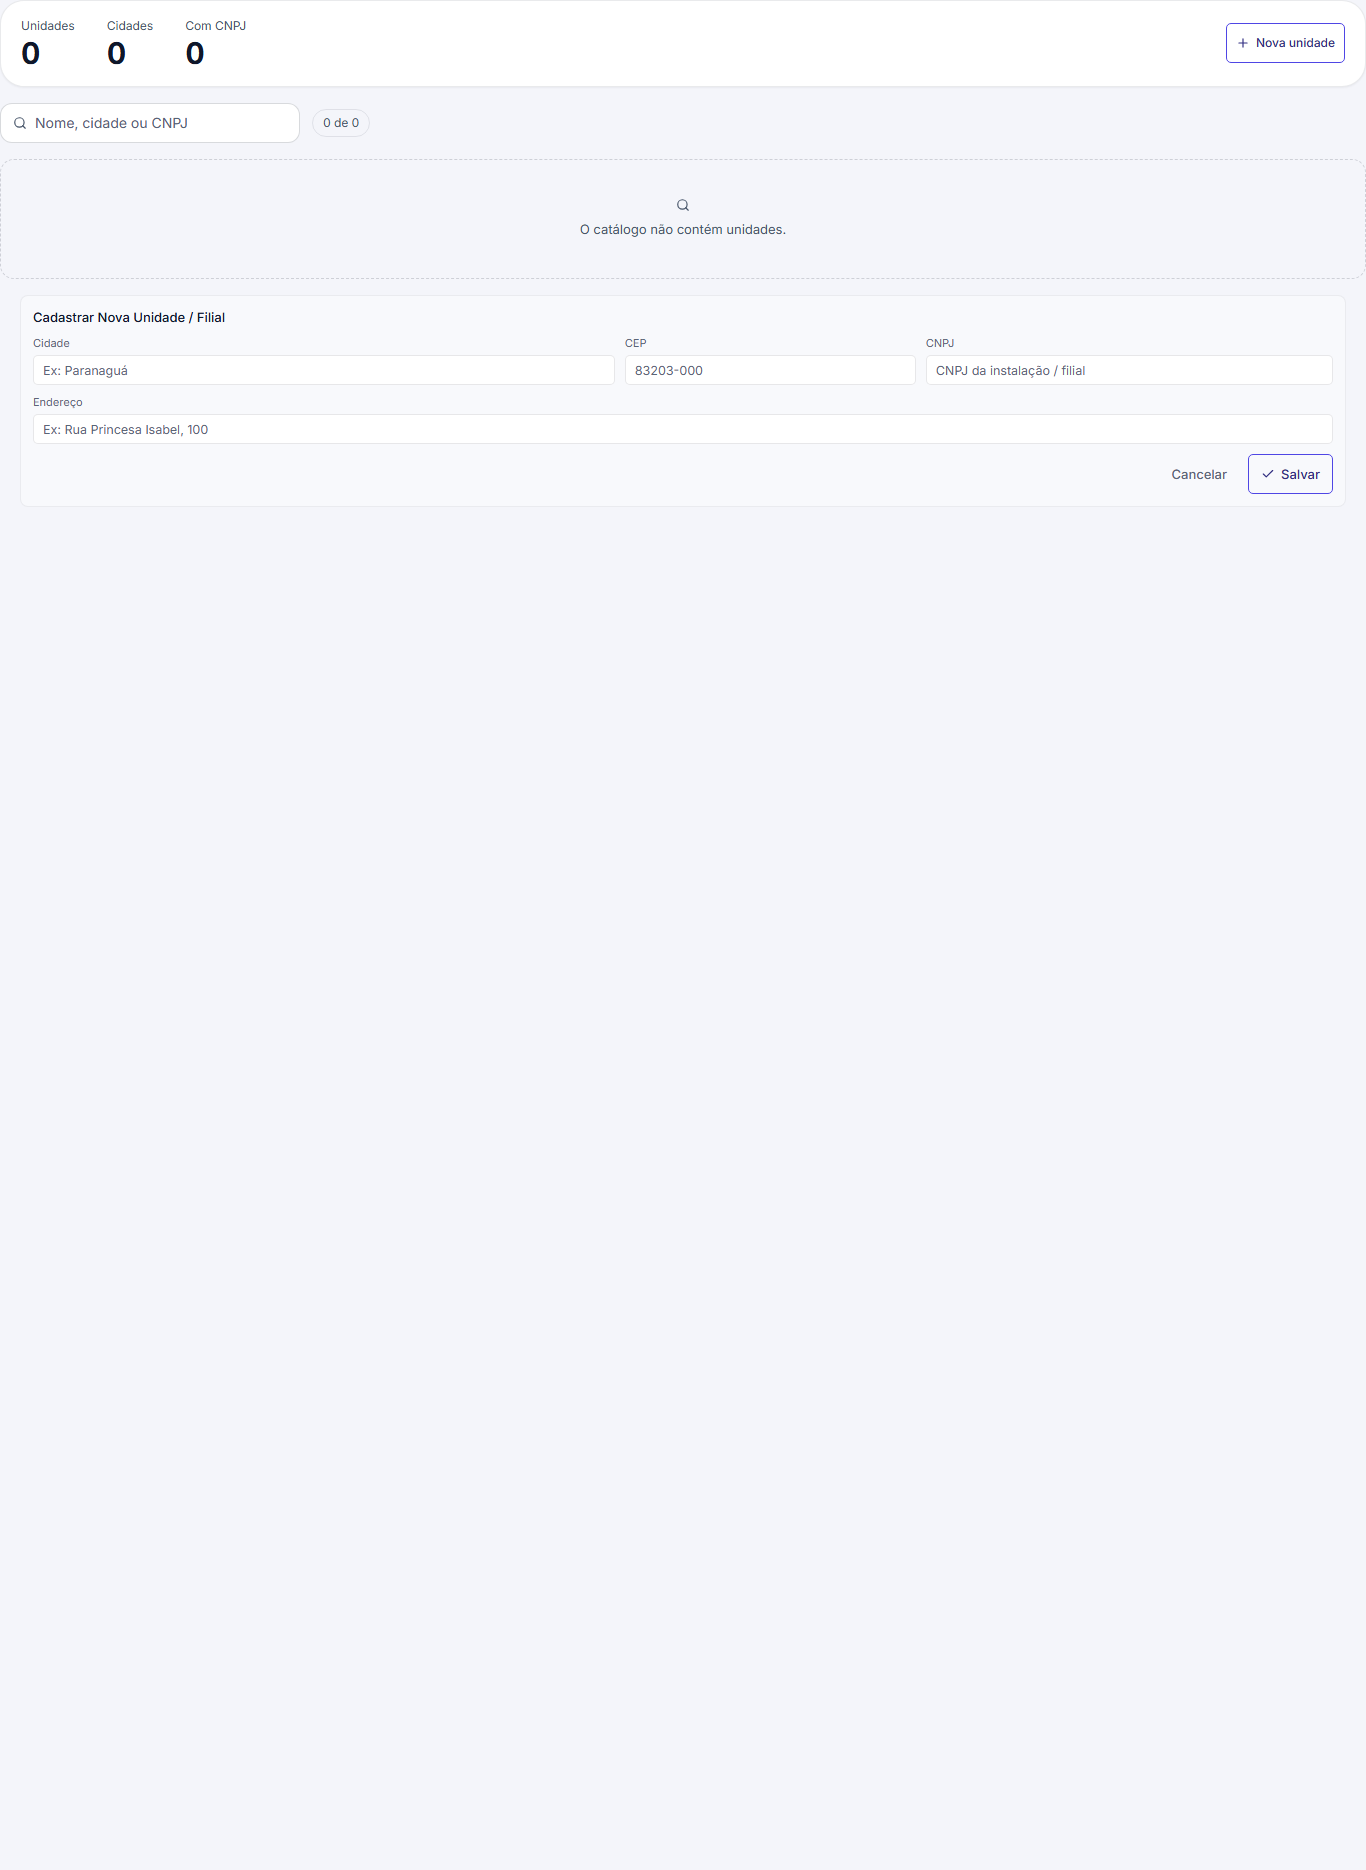 Unidades Cidades Com CNPJ
0 0 0
Nova unidade
Nome, cidade ou CNPJ
0 de 0
O catálogo não contém unidades.
Cadastrar Nova Unidade / Filial
Cidade CEP CNPJ
Ex: Paranaguá 83203-000 CNPJ da instalação / filial
Endereço
Ex: Rua Princesa Isabel, 100
Cancelar Salvar